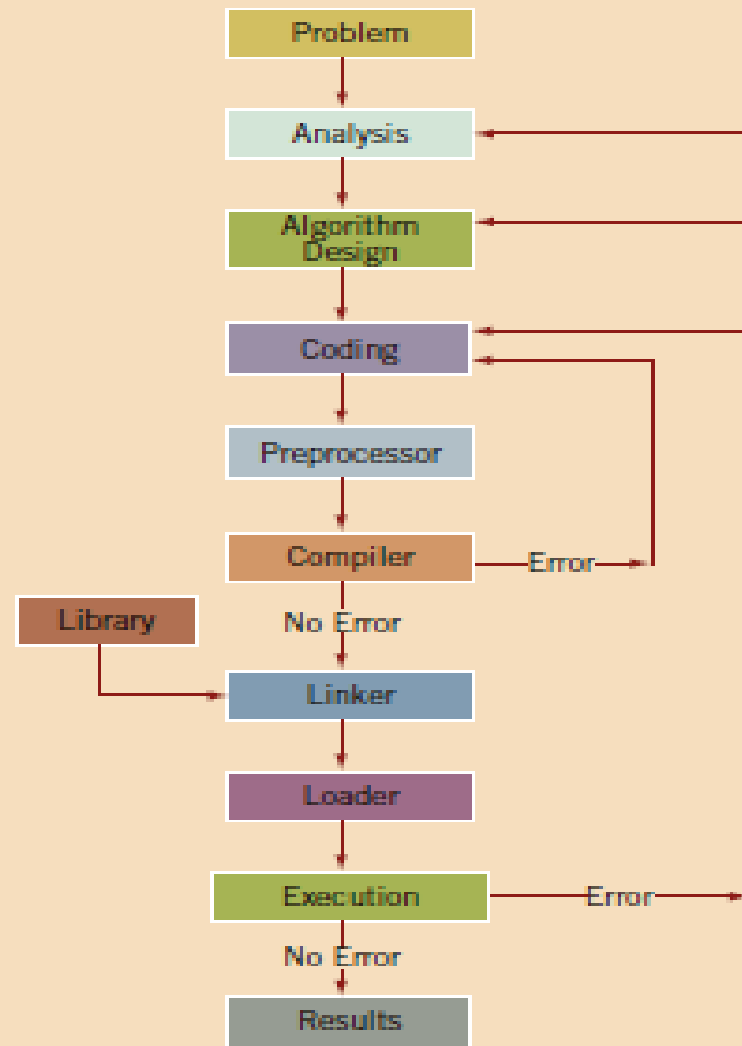 Problem
Analysis
Algorithm
Design
Coding
Preprocessor
Compiler
Error
No Error
Library
Linker
Loader
Execution
Error
No Error
Results